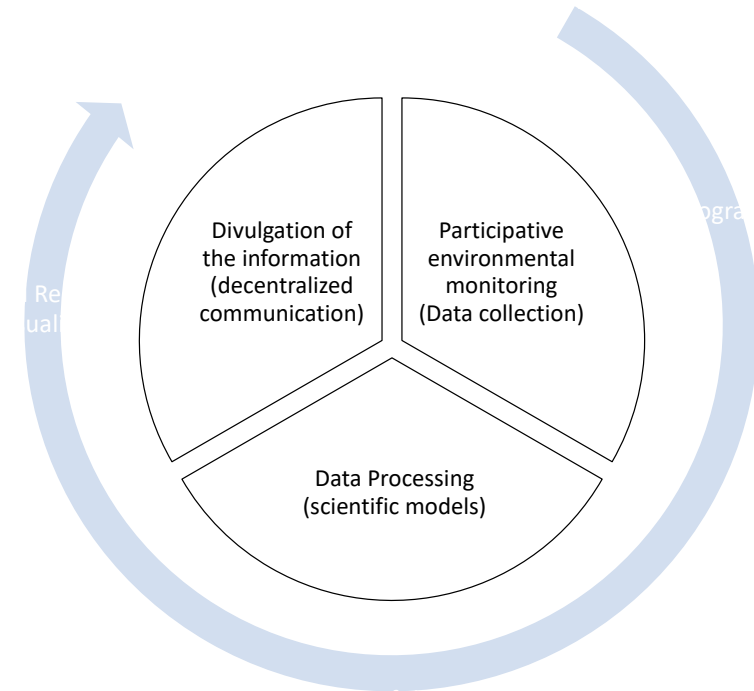 Divulgation of
the information
(decentralized
communication)
Participative
environmental
monitoring
(Data collection)
Data Processing
(scientific models)